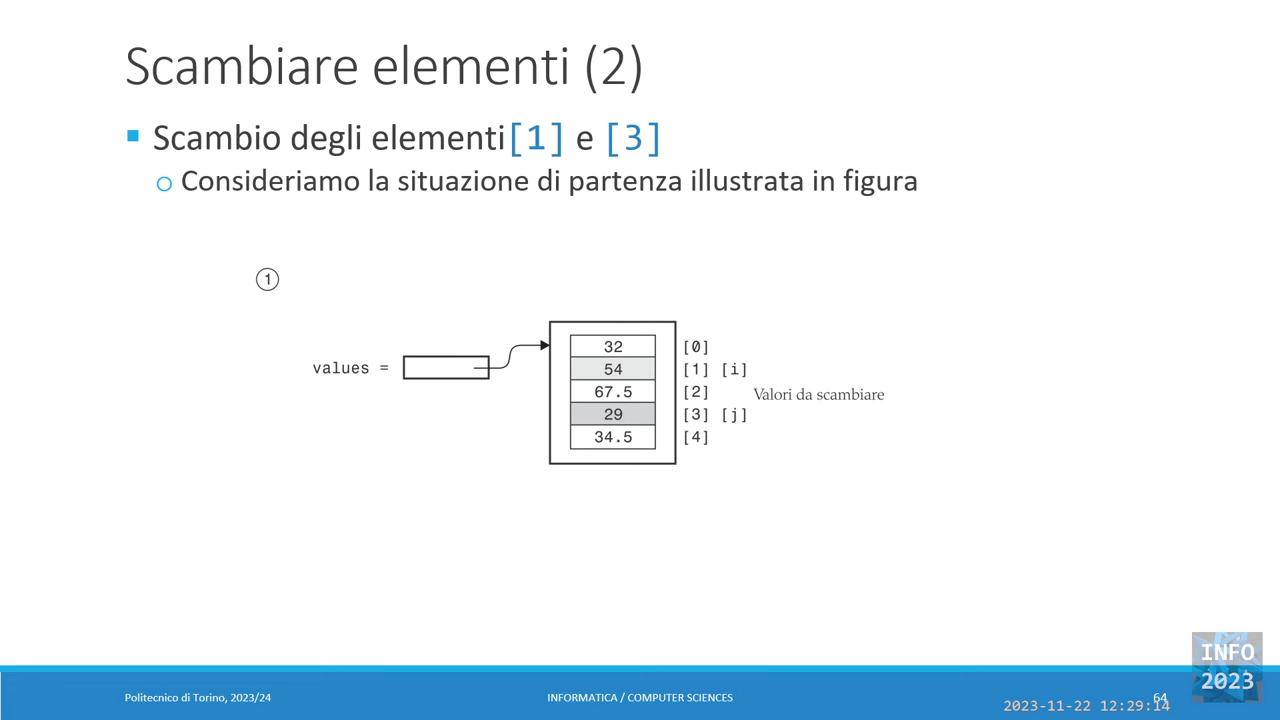 Scambiare elementi (2)
Scambio degli elementi[1] e [3]
Consideriamo la situazione di partenza illustrata in figura
1
32 [0]
values = 54 [1] [i]
67.5 [2] Valori da scambiare
29 [3] [j]
34.5 [4]
INFO
2023
Politecnico di Torino, 2023/24 INFORMATICA / COMPUTER SCIENCES 64
2023-11-22 12:29:14